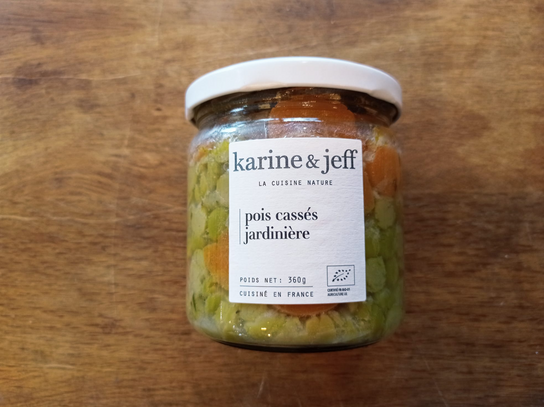 karine & jeff
LA CUISINE NATURE
pois cassés
jardinière
POIDS NET: 360g
CUISINÉ EN FRANCE